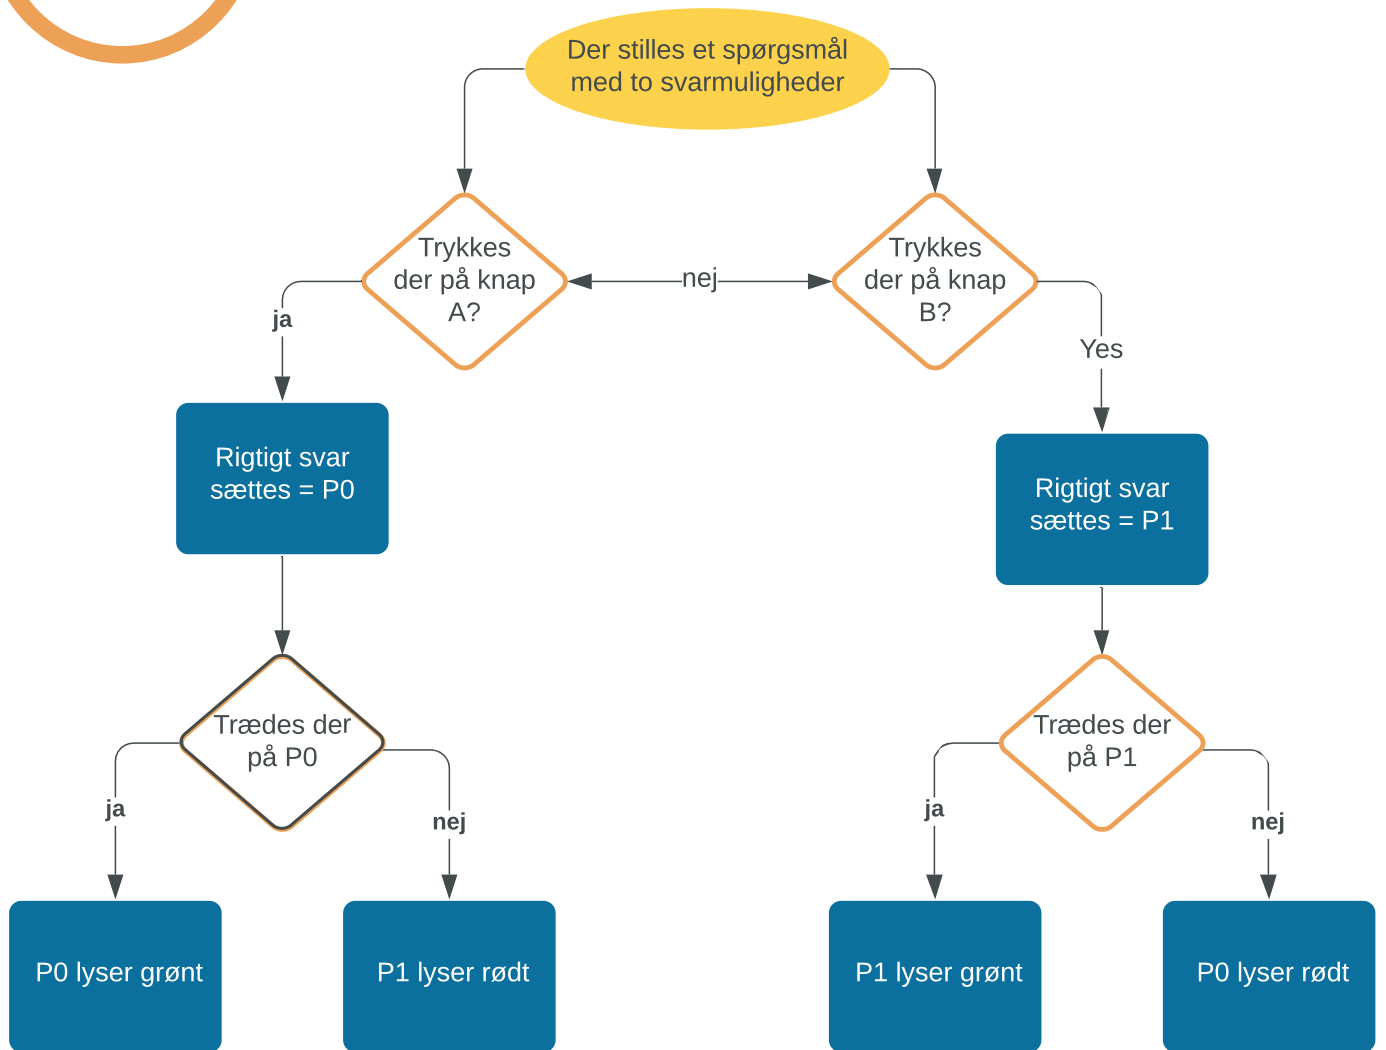 Der stilles et spørgsmål
med to svarmuligheder
Trykkes
der på knap
A?
nej
Trykkes
der på knap
B?
ja
Yes
Rigtigt svar
sættes = P0
Rigtigt svar
sættes = P1
Trædes der
på P0
Trædes der
på P1
ja
nej
ja
nej
P0 lyser grønt
P1 lyser rødt
P1 lyser grønt
P0 lyser rødt